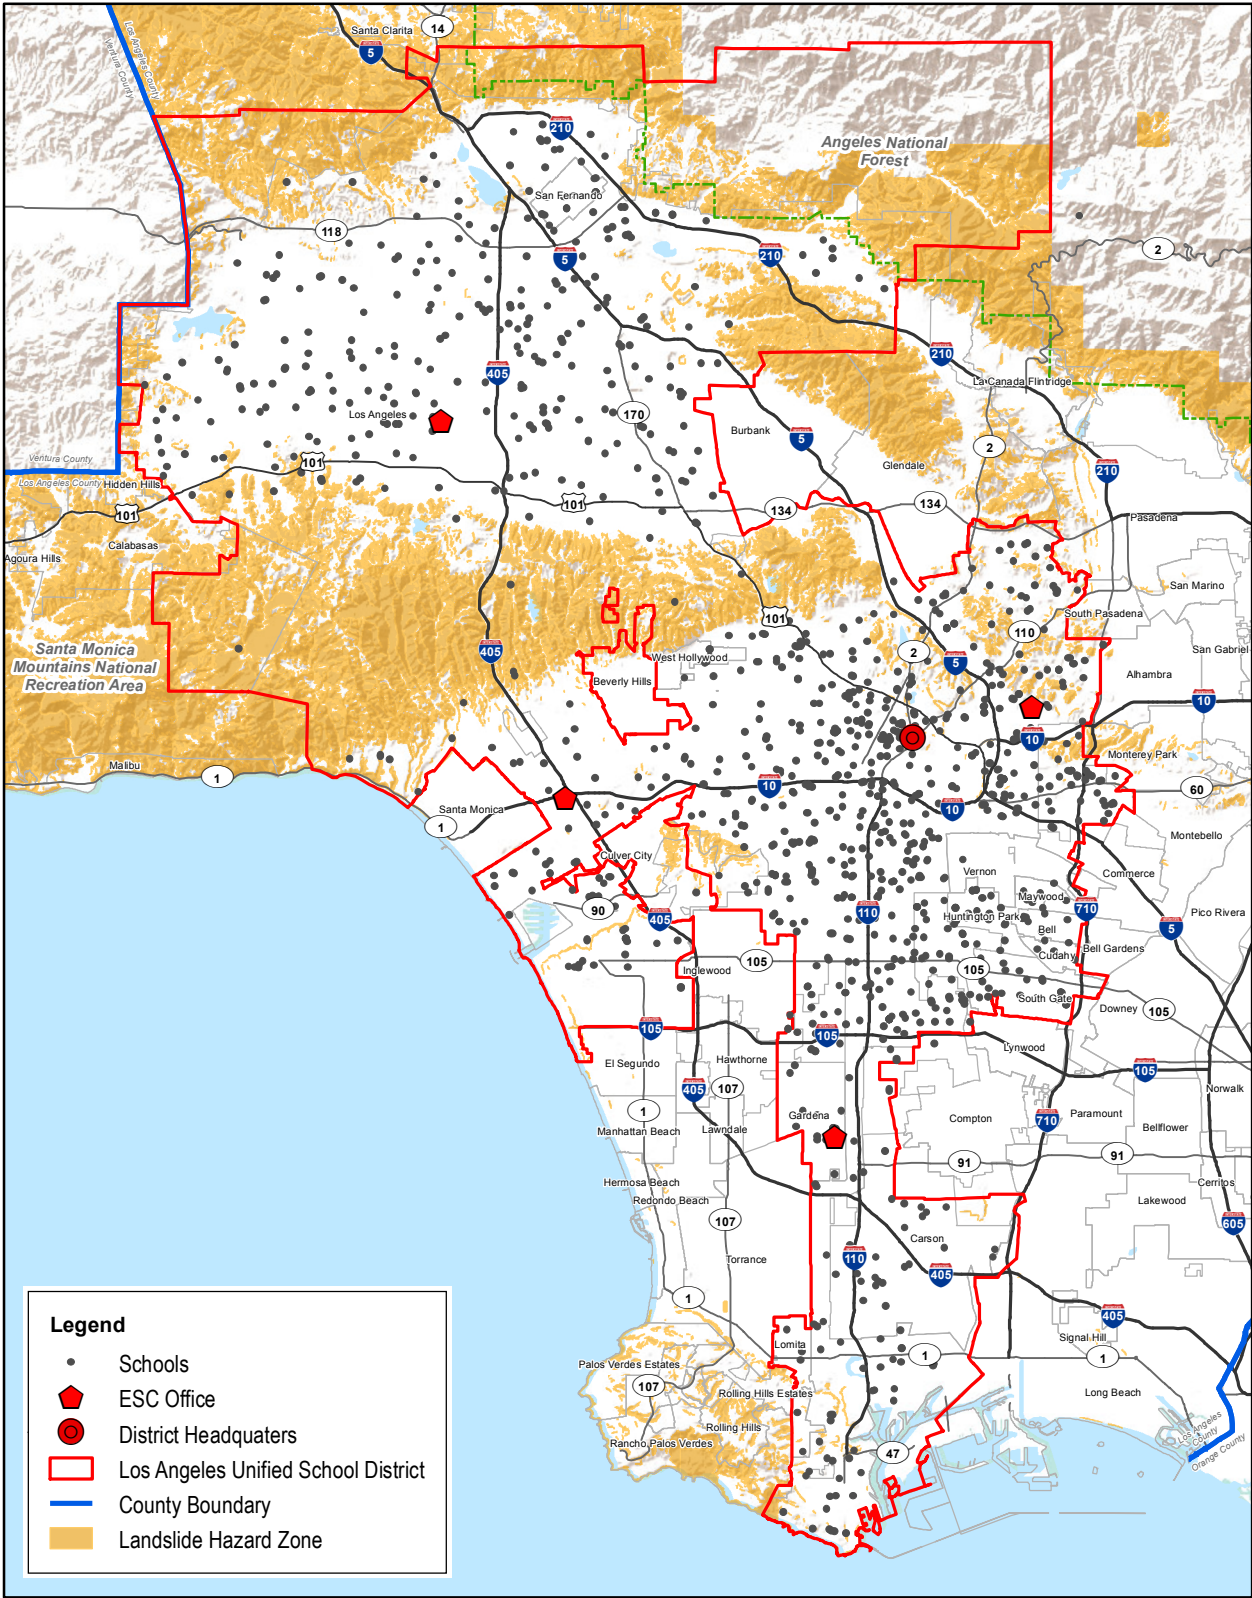 Santa Clarita
14
5
Los Angeles County
Ventura County
210
Angeles National
Forest
San Fernando
118
2
5
210
405
210
La Canada Flintridge
Los Angeles
170
Burbank
5
2
Glendale
Ventura County
Los Angeles County
Hidden Hills
101
210
101
101
134
134
Pasadena
Calabasas
Agoura Hills
San Marino
South Pasadena
101
110
Santa Monica
Mountains National
Recreation Area
405
West Hollywood
2
5
San Gabriel
Beverly Hills
Alhambra
10
10
Monterey Park
Malibu
1
10
60
Santa Monica
1
10
Montebello
Culver City
Vernon
Commerce
Maywood
90
405
110
Huntington Park
710
Pico Rivera
Bell
5
Bell Gardens
Cudahy
Inglewood
105
105
South Gate
Downey
105
105
105
Lynwood
El Segundo
Hawthorne
105
405
107
Norwalk
1
Gardena
Compton
710
Paramount
Manhattan Beach
Lawndale
Bellflower
91
91
Hermosa Beach
Cerritos
Redondo Beach
Lakewood
107
605
Carson
Torrance
110
405
1
405
Signal Hill
Lomita
1
1
Palos Verdes Estates
107
Rolling Hills Estates
Long Beach
Rolling Hills
Rancho Palos Verdes
47
Los Angeles
County
Orange County
Legend
Schools
ESC Office
District Headquaters
Los Angeles Unified School District
County Boundary
Landslide Hazard Zone